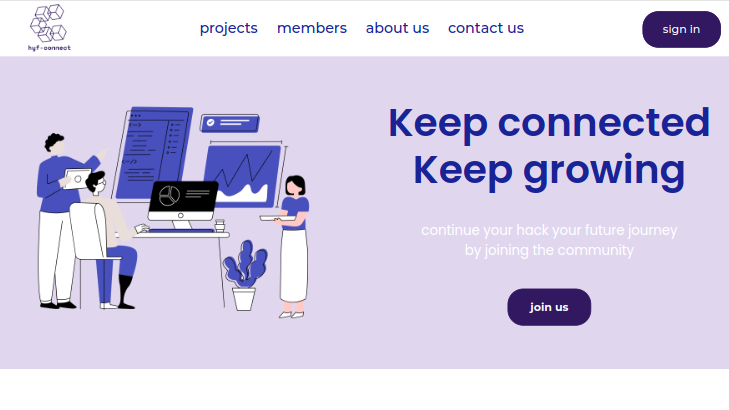 hyf-connect
projects members about us contact us
sign in
Keep connected
Keep growing
continue your hack your future journey
by joining the community
join us